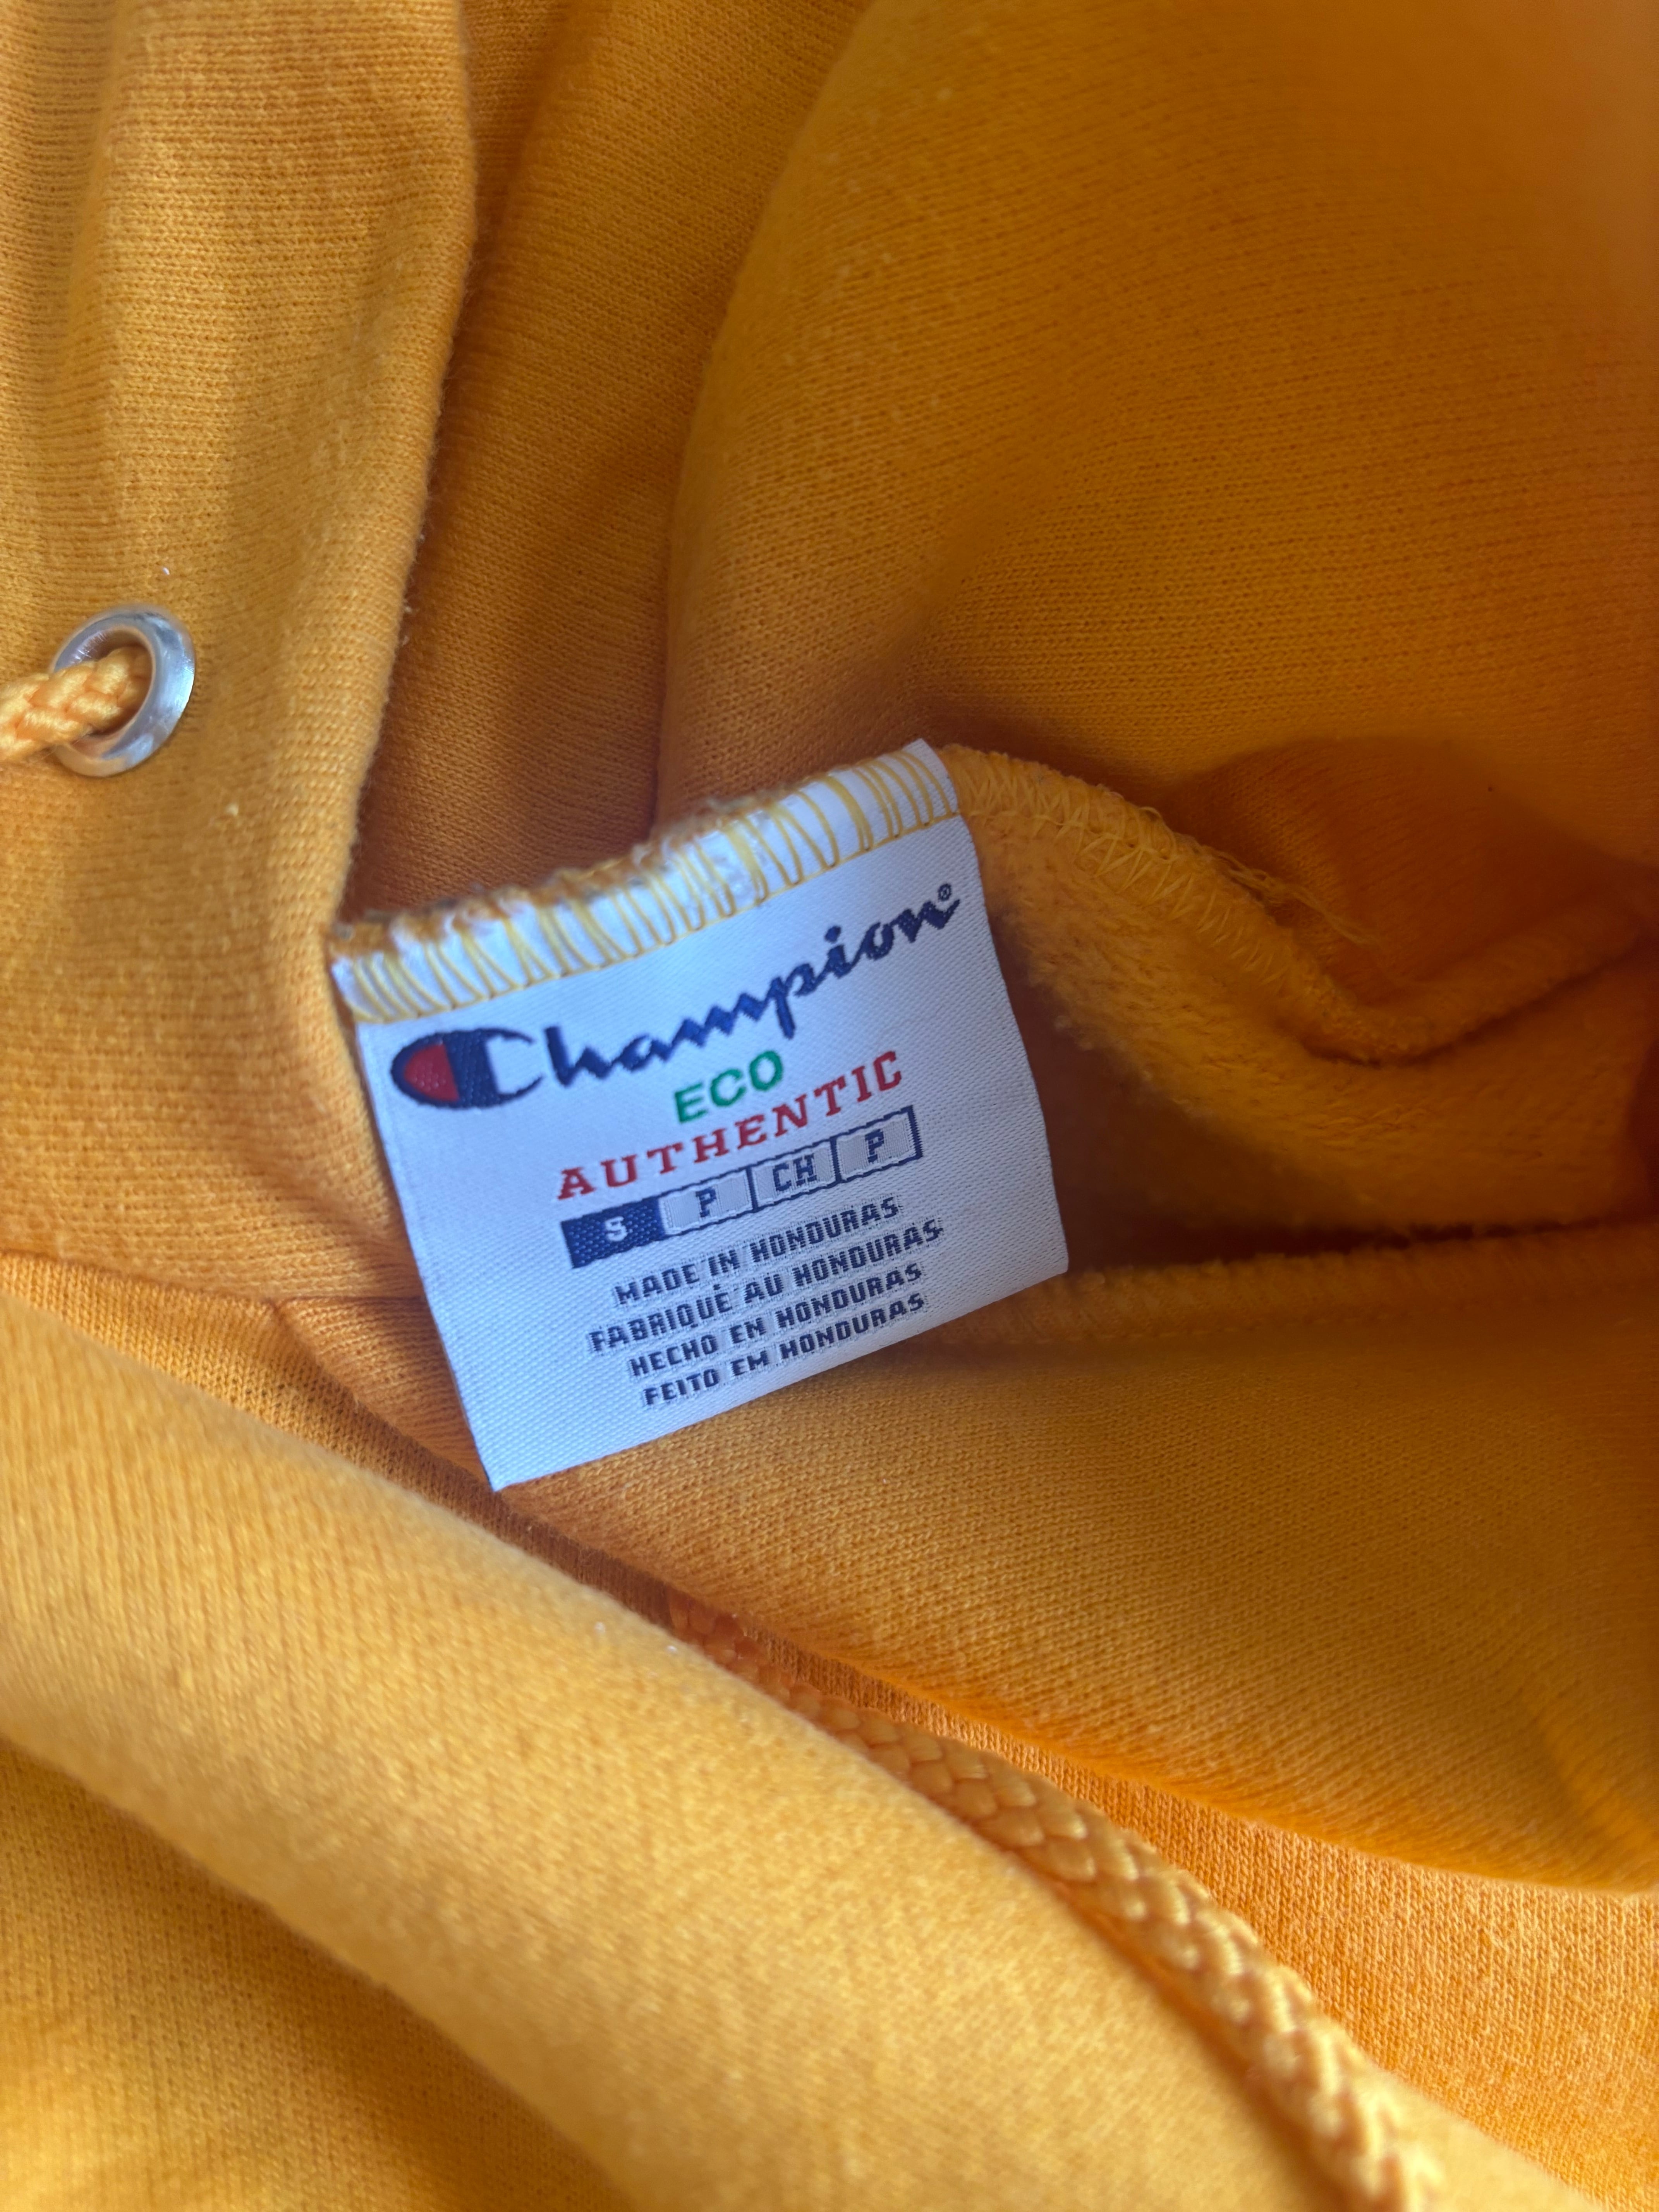 Champion®
ECO
AUTHENTIC
S P CH P
MADE IN HONDURAS
FABRIQUÉ AU HONDURAS
HECHO EN HONDURAS
FEITO EM HONDURAS